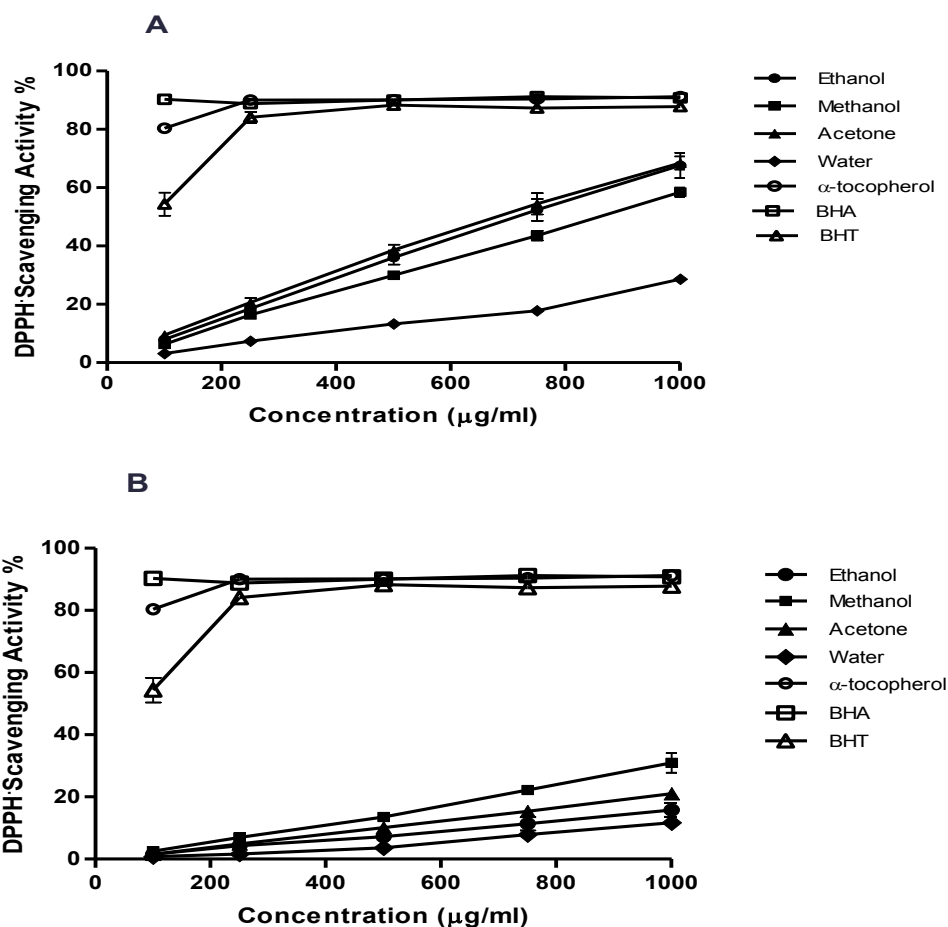 A
DPPH·Scavenging Activity %
100
80
60
40
20
0
0 200 400 600 800 1000
Concentration (μg/ml)
Ethanol
Methanol
Acetone
Water
α-tocopherol
BHA
BHT
B
DPPH·Scavenging Activity %
100
80
60
40
20
0
0 200 400 600 800 1000
Concentration (μg/ml)
Ethanol
Methanol
Acetone
Water
α-tocopherol
BHA
BHT